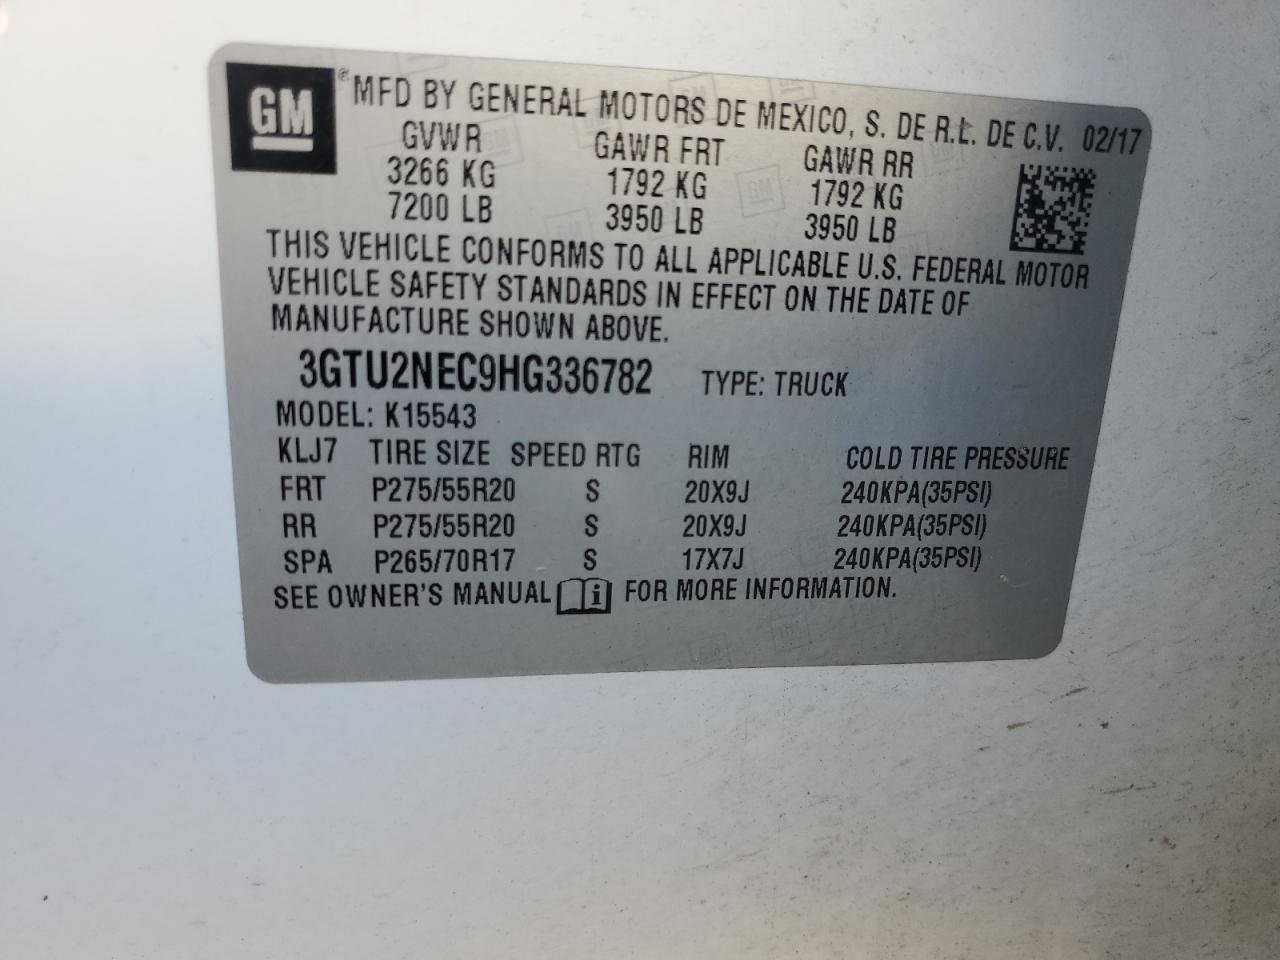 GM ® MFD BY GENERAL MOTORS DE MEXICO, S. DE R.L. DE C.V. 02/17
GVWR GAWR FRT GAWR RR
3266 KG 1792 KG 1792 KG
7200 LB 3950 LB 3950 LB
THIS VEHICLE CONFORMS TO ALL APPLICABLE U.S. FEDERAL MOTOR
VEHICLE SAFETY STANDARDS IN EFFECT ON THE DATE OF
MANUFACTURE SHOWN ABOVE.
3GTU2NEC9HG336782 TYPE: TRUCK
MODEL: K15543
KLJ7 TIRE SIZE SPEED RTG RIM COLD TIRE PRESSURE
FRT P275/55R20 S 20X9J 240KPA(35PSI)
RR P275/55R20 S 20X9J 240KPA(35PSI)
SPA P265/70R17 S 17X7J 240KPA(35PSI)
SEE OWNER'S MANUAL i FOR MORE INFORMATION.